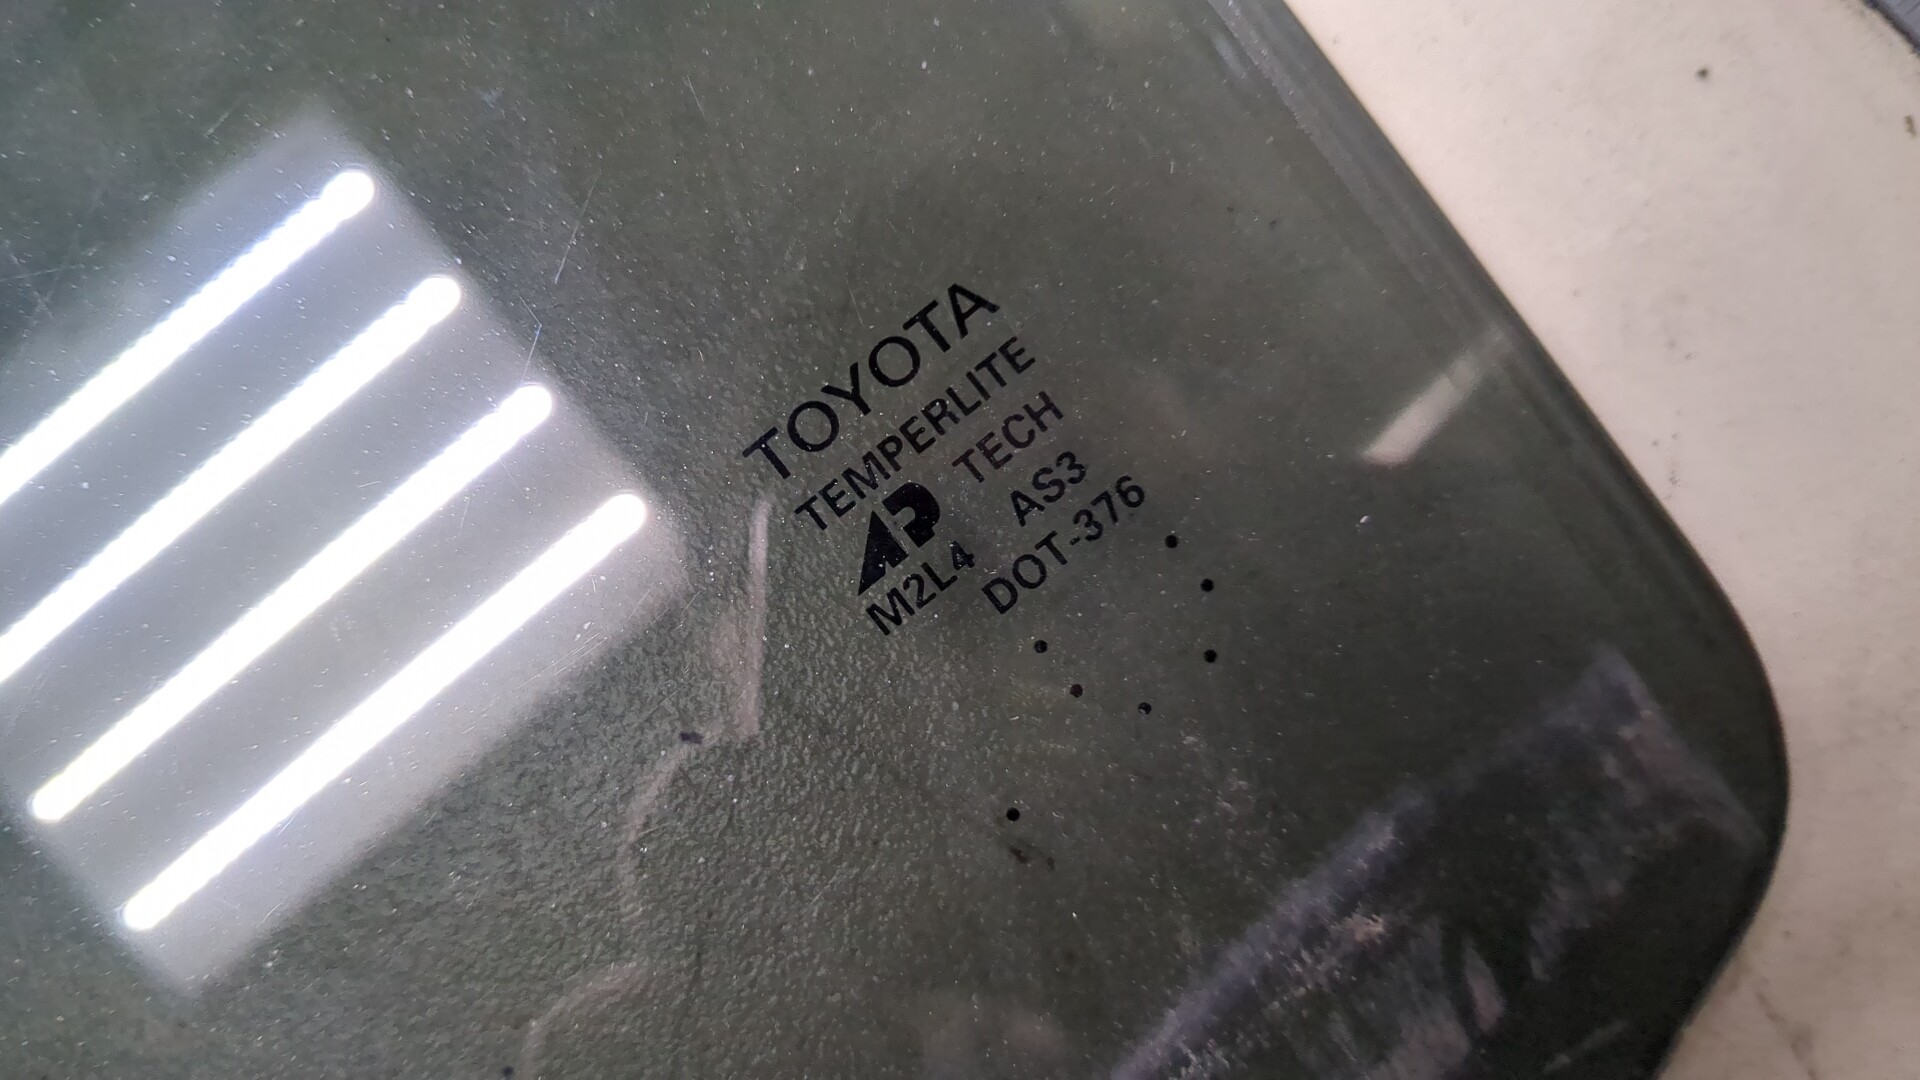 TOYOTA
TEMPERLITE
AP TECH
M2L4 AS3
DOT-376